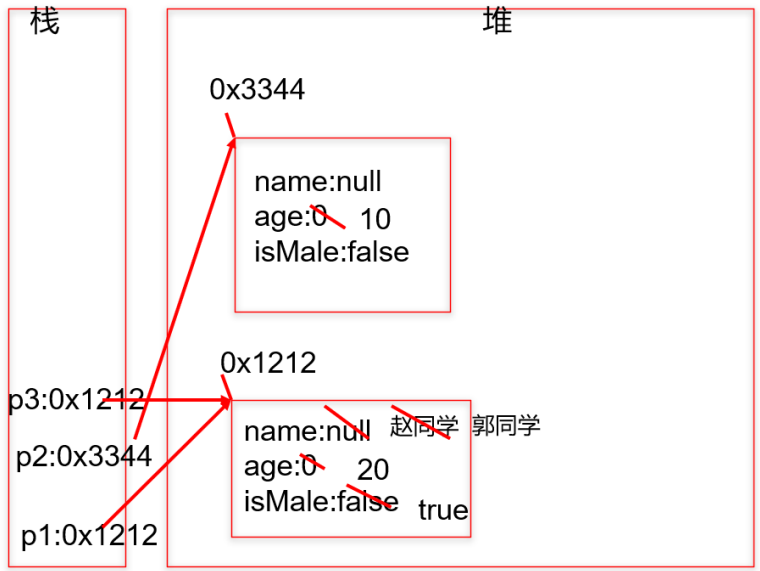 栈
堆
0x3344
name:null
age:0 10
isMale:false
0x1212
p3:0x1212
name:null 赵同学 郭同学
p2:0x3344
age:0 20
isMale:false true
p1:0x1212